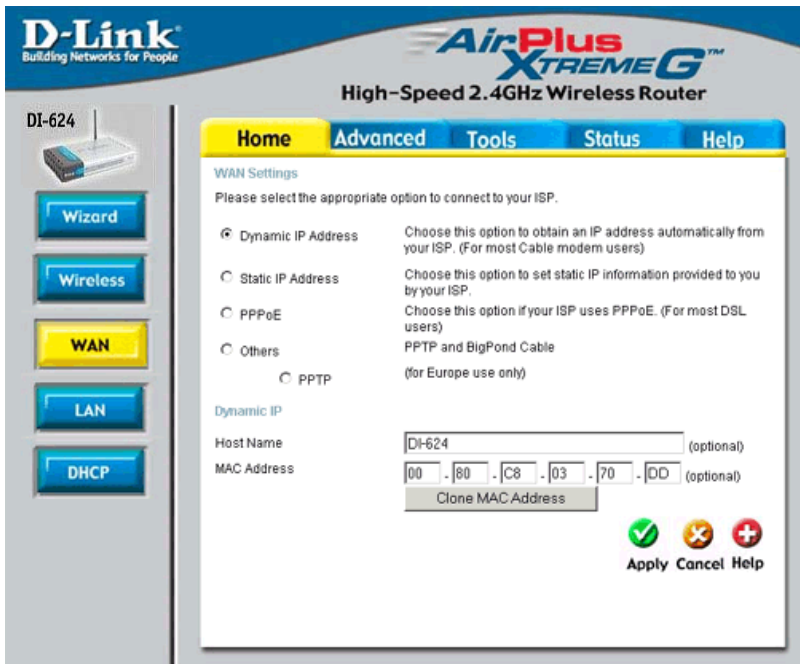 D-Link
Building Networks for People
AirPlus
XTREME G™
High-Speed 2.4GHz Wireless Router
DI-624
Home Advanced Tools Status Help
Wizard
Wireless
WAN
LAN
DHCP
WAN Settings
Please select the appropriate option to connect to your ISP.
Dynamic IP Address Choose this option to obtain an IP address automatically from
your ISP. (For most Cable modem users)
Static IP Address Choose this option to set static IP information provided to you
by your ISP.
PPPoE Choose this option if your ISP uses PPPoE. (For most DSL
users)
Others PPTP and BigPond Cable
PPTP (for Europe use only)
Dynamic IP
Host Name DI-624 (optional)
MAC Address 00 - 80 - C8 - 03 - 70 - DD (optional)
Clone MAC Address
Apply Cancel Help